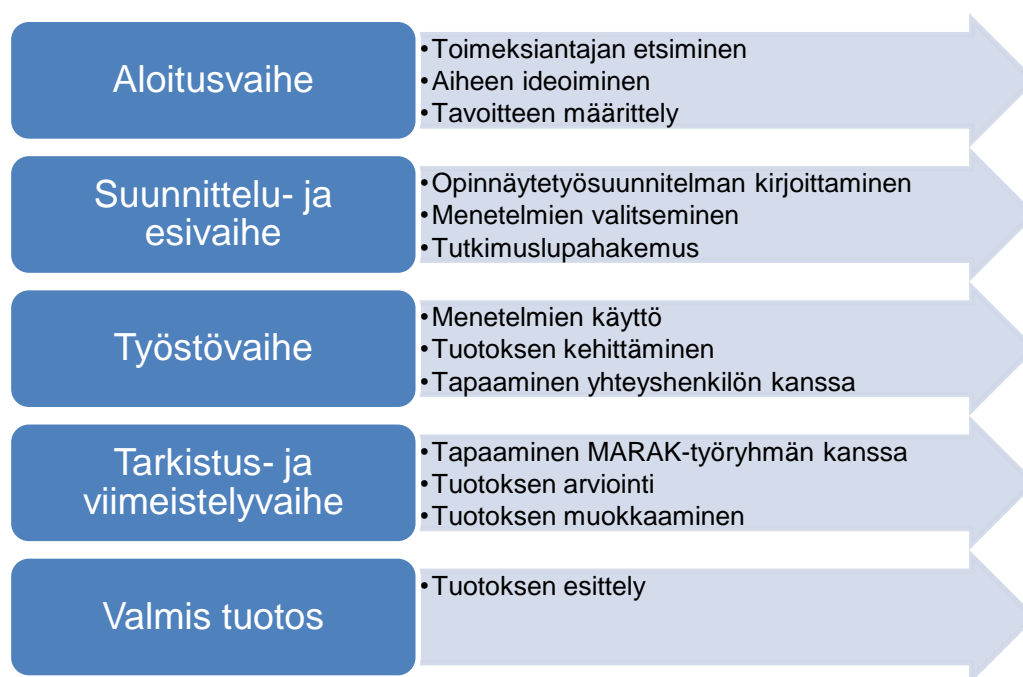 Aloitusvaihe
•Toimeksiantajan etsiminen
•Aiheen ideoiminen
•Tavoitteen määrittely
Suunnittelu- ja
esivaihe
•Opinnäytetyösuunnitelman kirjoittaminen
•Menetelmien valitseminen
•Tutkimuslupahakemus
Työstövaihe
•Menetelmien käyttö
•Tuotoksen kehittäminen
•Tapaaminen yhteyshenkilön kanssa
Tarkistus- ja
viimeistelyvaihe
•Tapaaminen MARAK-työryhmän kanssa
•Tuotoksen arviointi
•Tuotoksen muokkaaminen
Valmis tuotos
•Tuotoksen esittely